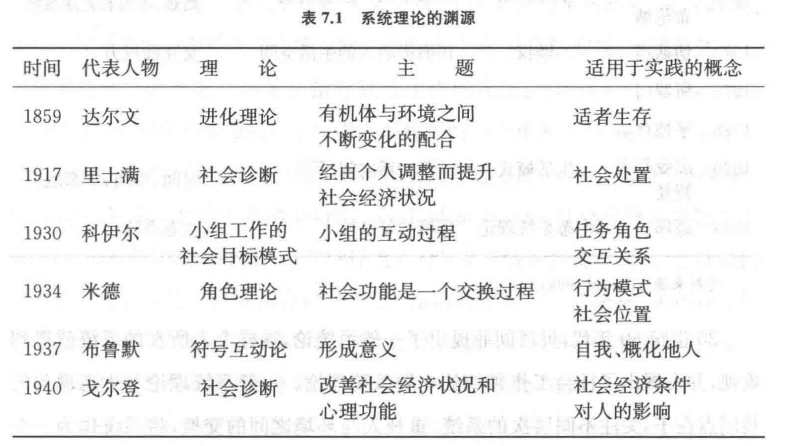 表 7.1 系统理论的渊源
时间 代表人物 理 论 主 题 适用于实践的概念
1859 达尔文 进化理论 有机体与环境之间 适者生存
不断变化的配合
1917 里士满 社会诊断 经由个人调整而提升 社会处置
社会经济状况
1930 科伊尔 小组工作的 小组的互动过程 任务角色
社会目标模式 交互关系
1934 米德 角色理论 社会功能是一个交换过程 行为模式
社会位置
1937 布鲁默 符号互动论 形成意义 自我、概化他人
1940 戈尔登 社会诊断 改善社会经济状况和 社会经济条件
心理功能 对人的影响